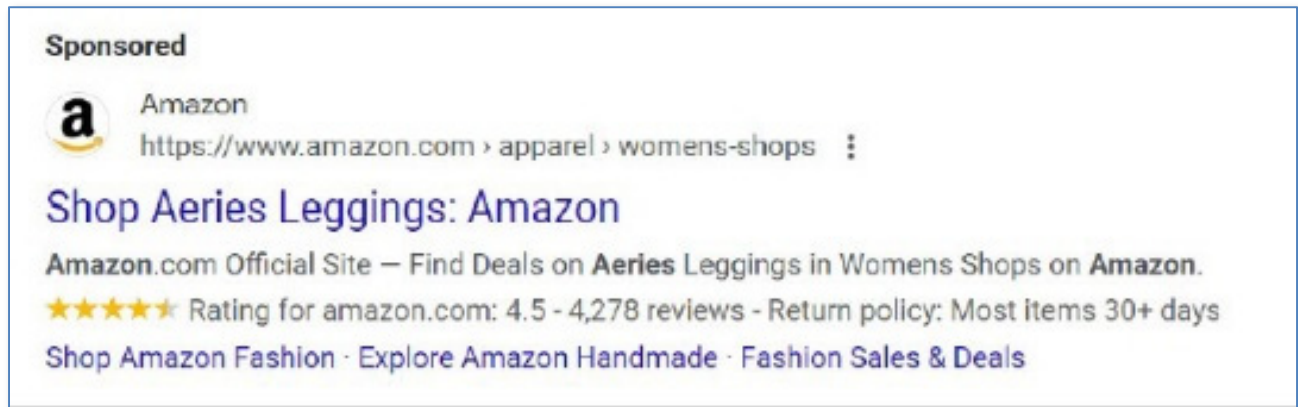 Sponsored
a
Amazon
https://www.amazon.com › apparel › womens-shops
Shop Aeries Leggings: Amazon
Amazon.com Official Site – Find Deals on Aeries Leggings in Womens Shops on Amazon.
Rating for amazon.com: 4.5 - 4,278 reviews - Return policy: Most items 30+ days
Shop Amazon Fashion · Explore Amazon Handmade · Fashion Sales & Deals